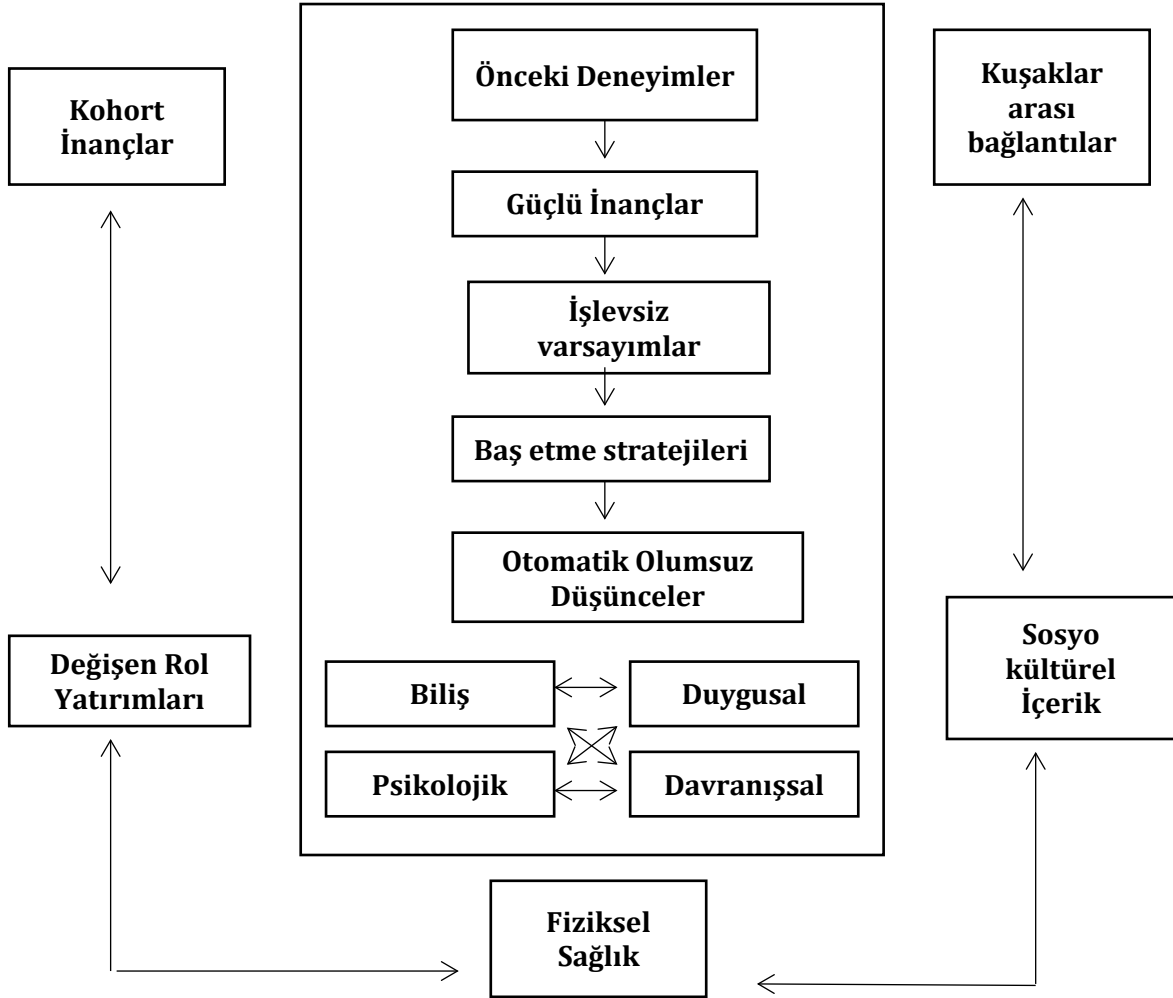 Kohort
İnançlar
Önceki Deneyimler
Kuşaklar
arası
bağlantılar
Güçlü İnançlar
İşlevsiz
varsayımlar
Baş etme stratejileri
Otomatik Olumsuz
Düşünceler
Değişen Rol
Yatırımları
Biliş
Duygusal
Psikolojik
Davranışsal
Sosyo
kültürel
İçerik
Fiziksel
Sağlık